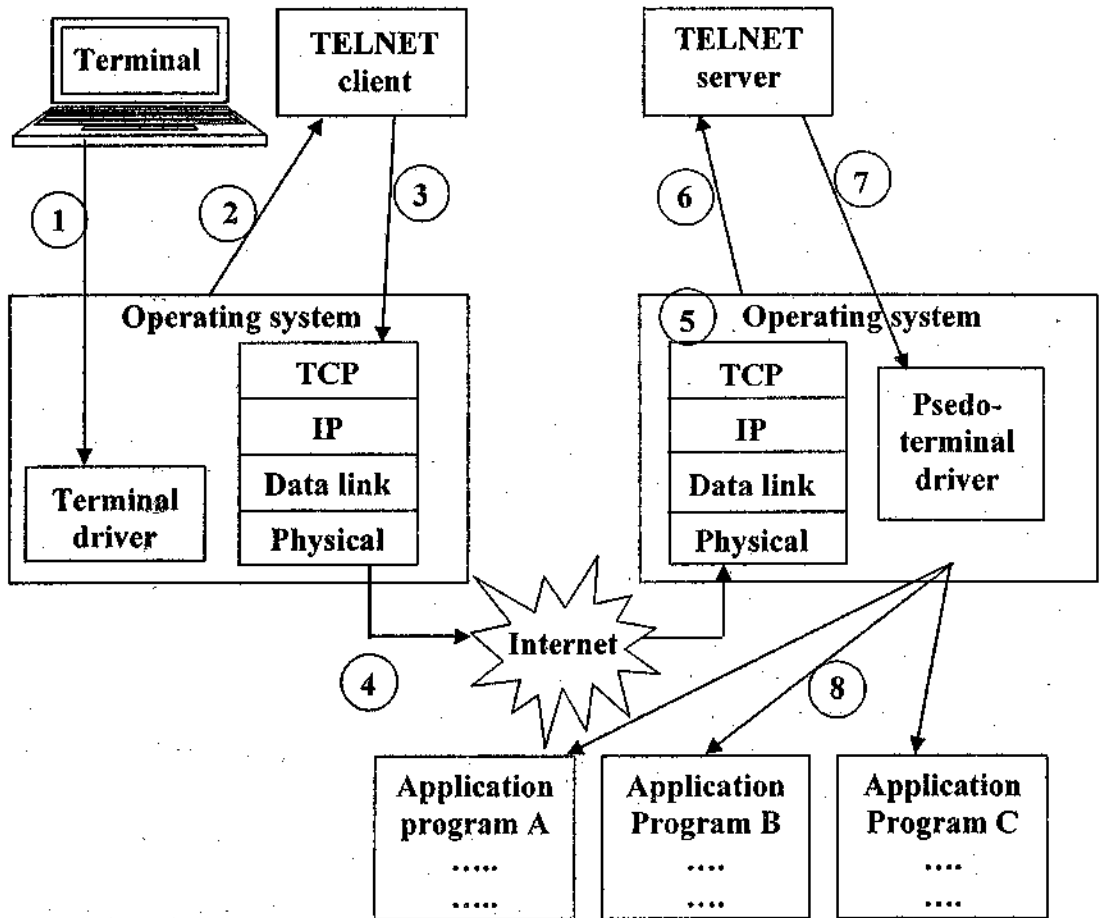 Terminal
TELNET
client
TELNET
server
1
2
3
6
7
Operating system
TCP
IP
Data link
Physical
Terminal
driver
5
Operating system
TCP
IP
Data link
Physical
Psedo-
terminal
driver
Internet
4
8
Application
program A
.....
.....
Application
Program B
....
....
Application
Program C
....
....